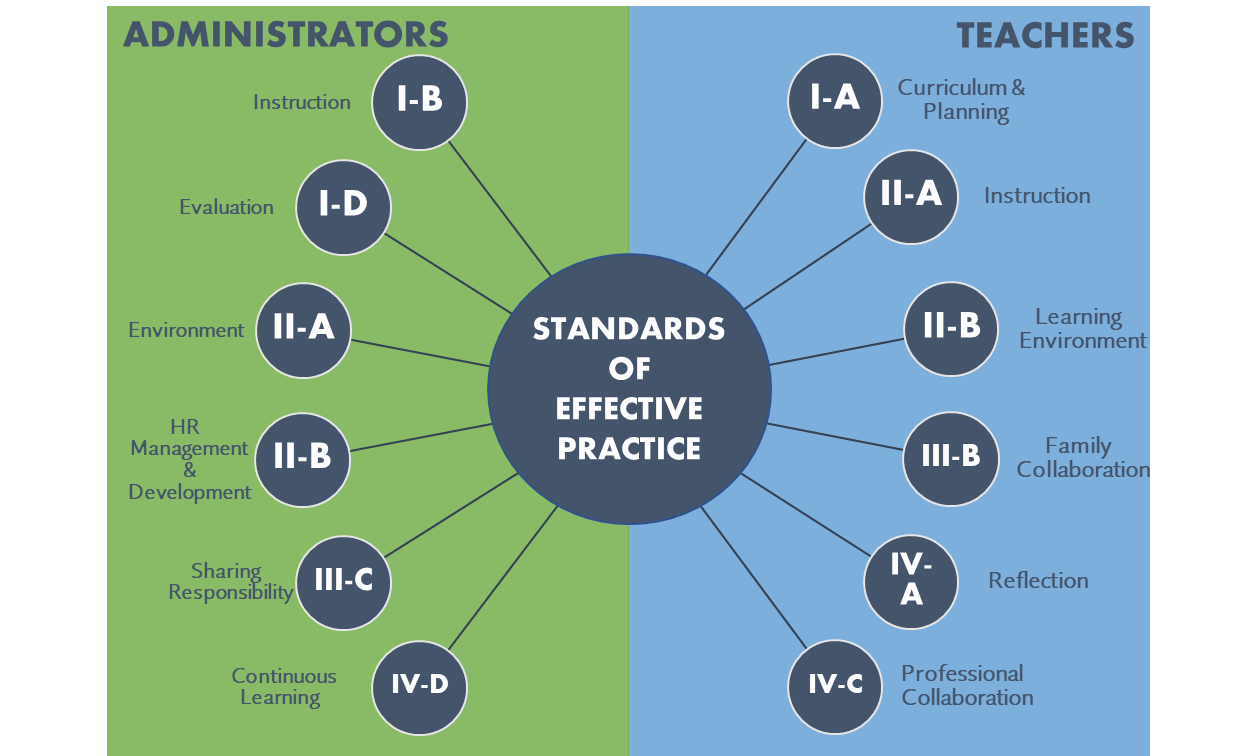 ADMINISTRATORS
Instruction
I-B
Evaluation
I-D
Environment
II-A
HR
Management
&
Development
II-B
Sharing
Responsibility
III-C
Continuous
Learning
IV-D
STANDARDS
OF
EFFECTIVE
PRACTICE
TEACHERS
I-A
Curriculum &
Planning
II-A
Instruction
II-B
Learning
Environment
III-B
Family
Collaboration
IV-
A
Reflection
IV-C
Professional
Collaboration